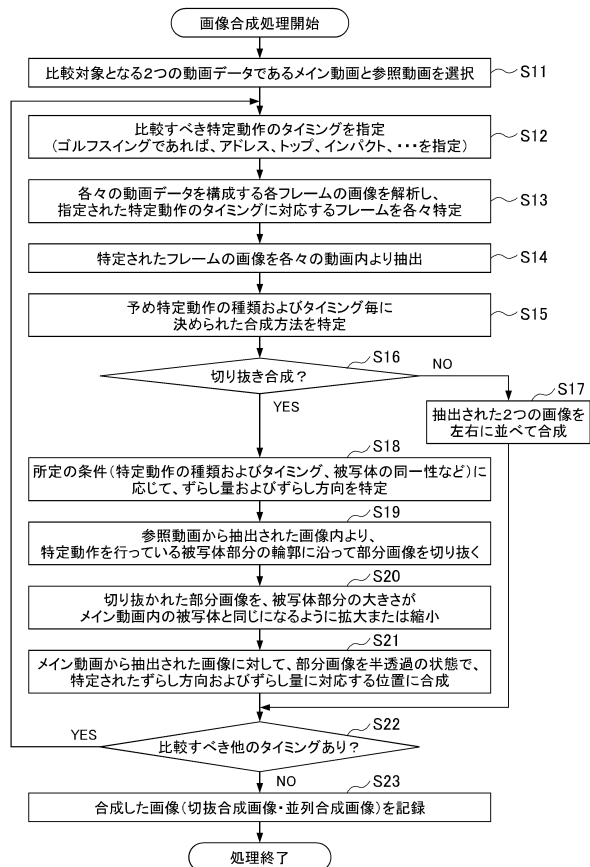 画像合成処理開始
比較対象となる2つの動画データであるメイン動画と参照動画を選択
S11
比較すべき特定動作のタイミングを指定
(ゴルフスイングであれば、アドレス、トップ、インパクト、・・・を指定)
S12
各々の動画データを構成する各フレームの画像を解析し、
指定された特定動作のタイミングに対応するフレームを各々特定
S13
特定されたフレームの画像を各々の動画内より抽出
S14
予め特定動作の種類およびタイミング毎に
決められた合成方法を特定
S15
S16
切り抜き合成?
NO
YES
S17
抽出された2つの画像を
左右に並べて合成
S18
所定の条件(特定動作の種類およびタイミング、被写体の同一性など)に
応じて、ずらし量およびずらし方向を特定
S19
参照動画から抽出された画像内より、
特定動作を行っている被写体部分の輪郭に沿って部分画像を切り抜く
S20
切り抜かれた部分画像を、被写体部分の大きさが
メイン動画内の被写体と同じになるように拡大または縮小
S21
メイン動画から抽出された画像に対して、部分画像を半透過の状態で、
特定されたずらし方向およびずらし量に対応する位置に合成
S22
YES
比較すべき他のタイミングあり?
NO
S23
合成した画像(切抜合成画像・並列合成画像)を記録
処理終了